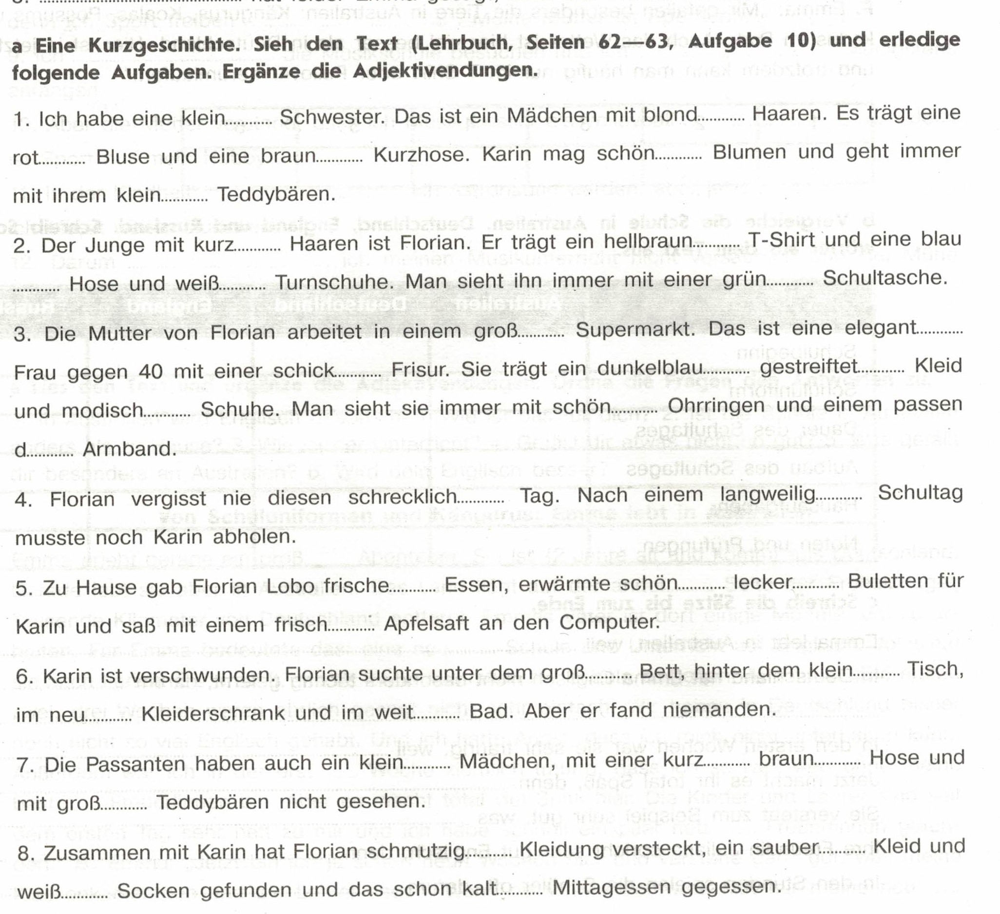 a Eine Kurzgeschichte. Sieh den Text (Lehrbuch, Seiten 62—63, Aufgabe 10) und erledige
folgende Aufgaben. Ergänze die Adjektivendungen.
1. Ich habe eine klein............ Schwester. Das ist ein Mädchen mit blond............ Haaren. Es trägt eine
rot............ Bluse und eine braun............ Kurzhose. Karin mag schön............ Blumen und geht immer
mit ihrem klein............ Teddybären.
2. Der Junge mit kurz............ Haaren ist Florian. Er trägt ein hellbraun............ T-Shirt und eine blau
............ Hose und weiß............ Turnschuhe. Man sieht ihn immer mit einer grün............ Schultasche.
3. Die Mutter von Florian arbeitet in einem groß............ Supermarkt. Das ist eine elegant............
Frau gegen 40 mit einer schick............ Frisur. Sie trägt ein dunkelblau............ gestreiftet............ Kleid
und modisch............ Schuhe. Man sieht sie immer mit schön............ Ohrringen und einem passen
d............ Armband.
4. Florian vergisst nie diesen schrecklich............ Tag. Nach einem langweilig............ Schultag
musste noch Karin abholen.
5. Zu Hause gab Florian Lobo frische............ Essen, erwärmte schön............ lecker............ Buletten für
Karin und saß mit einem frisch............ Apfelsaft an den Computer.
6. Karin ist verschwunden. Florian suchte unter dem groß............ Bett, hinter dem klein............ Tisch,
im neu............ Kleiderschrank und im weit............ Bad. Aber er fand niemanden.
7. Die Passanten haben auch ein klein............ Mädchen, mit einer kurz............ braun............ Hose und
mit groß............ Teddybären nicht gesehen.
8. Zusammen mit Karin hat Florian schmutzig............ Kleidung versteckt, ein sauber............ Kleid und
weiß............ Socken gefunden und das schon kalt............ Mittagessen gegessen.